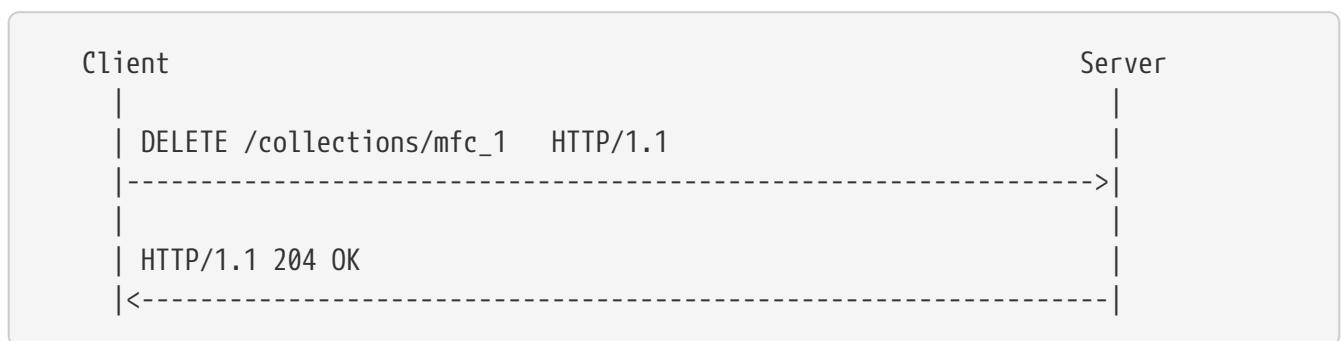 Client                                                                  Server
  |                                                                    |
  | DELETE /collections/mfc_1   HTTP/1.1                               |
  |------------------------------------------------------------------->|
  |                                                                    |
  | HTTP/1.1 204 OK                                                    |
  |<-------------------------------------------------------------------|